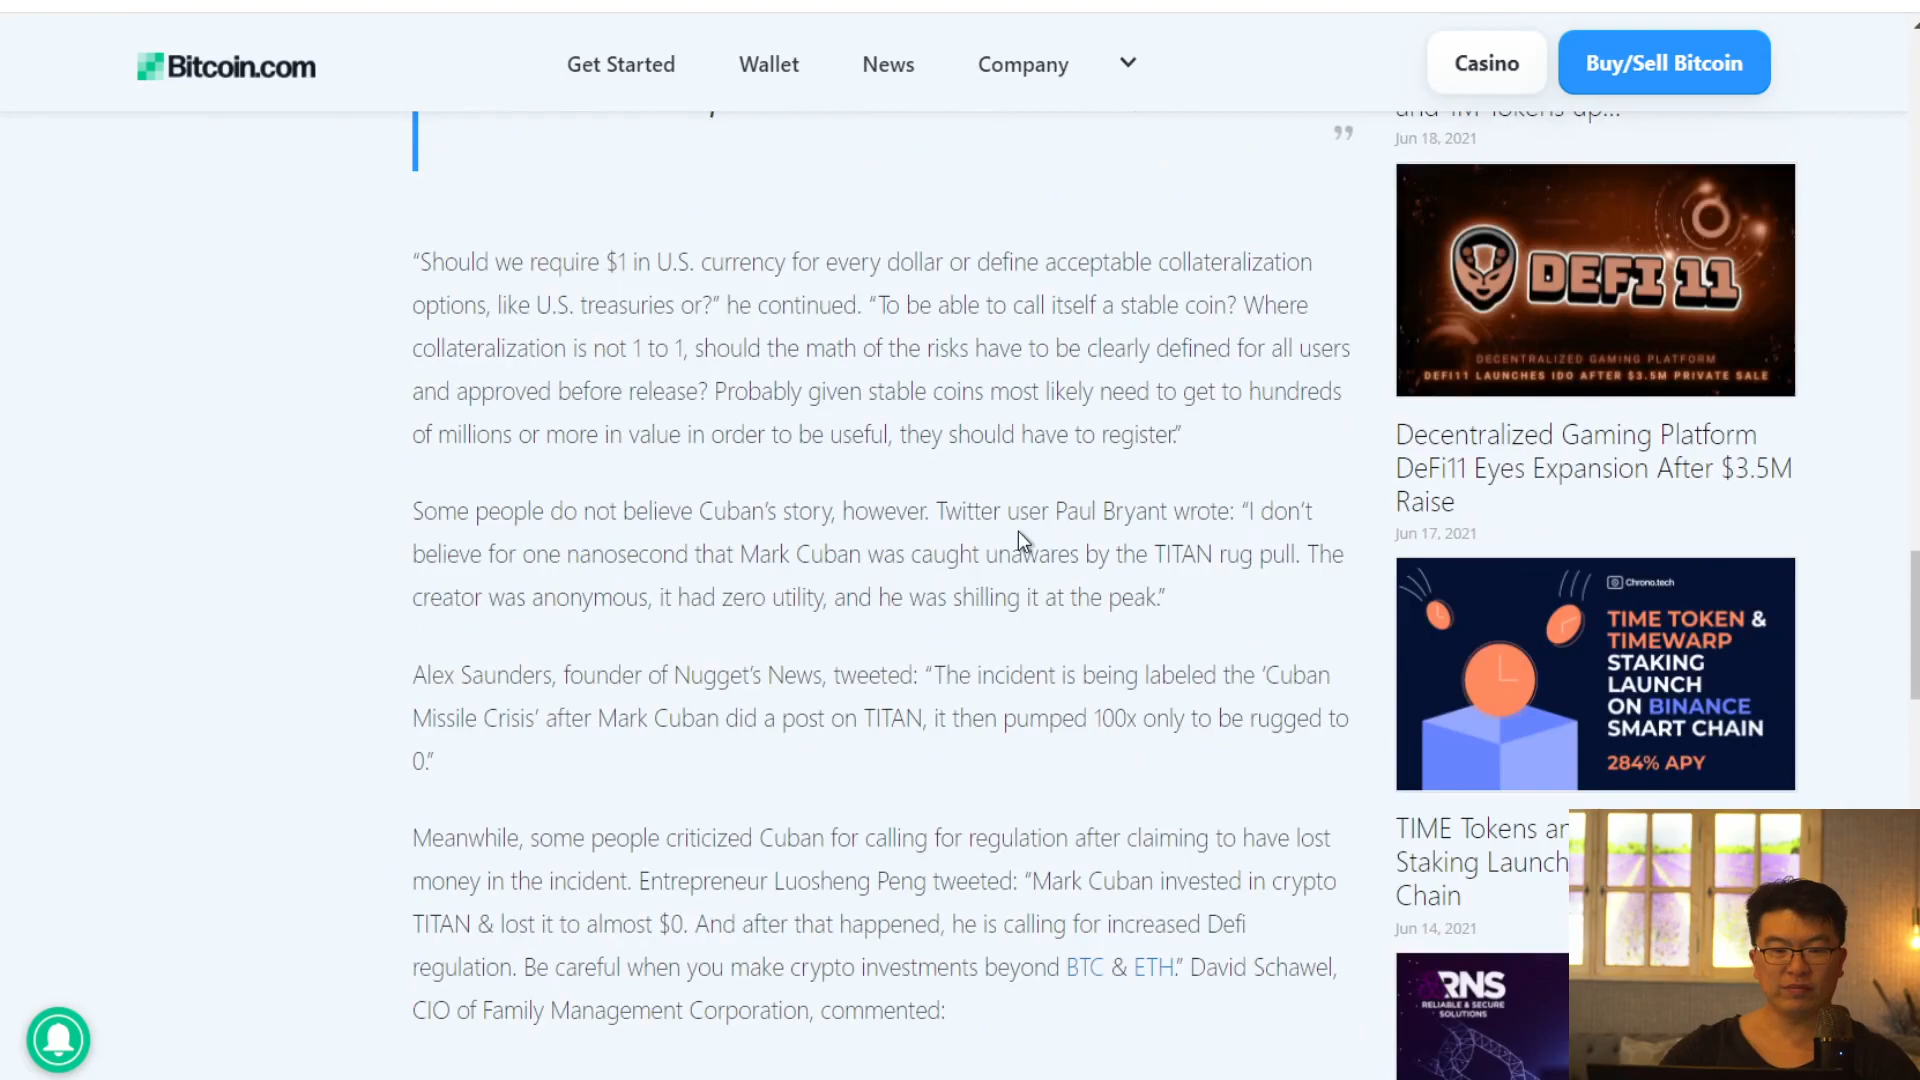 Bitcoin.com
Get Started
Wallet
News
Company
Casino
Buy/Sell Bitcoin
”
“Should we require $1 in U.S. currency for every dollar or define acceptable collateralization
options, like U.S. treasuries or?” he continued. “To be able to call itself a stable coin? Where
collateralization is not 1 to 1, should the math of the risks have to be clearly defined for all users
and approved before release? Probably given stable coins most likely need to get to hundreds
of millions or more in value in order to be useful, they should have to register.”
Some people do not believe Cuban’s story, however. Twitter user Paul Bryant wrote: “I don’t
believe for one nanosecond that Mark Cuban was caught unawares by the TITAN rug pull. The
creator was anonymous, it had zero utility, and he was shilling it at the peak.”
Alex Saunders, founder of Nugget’s News, tweeted: “The incident is being labeled the ‘Cuban
Missile Crisis’ after Mark Cuban did a post on TITAN, it then pumped 100x only to be rugged to
0.”
Meanwhile, some people criticized Cuban for calling for regulation after claiming to have lost
money in the incident. Entrepreneur Luosheng Peng tweeted: “Mark Cuban invested in crypto
TITAN & lost it to almost $0. And after that happened, he is calling for increased Defi
regulation. Be careful when you make crypto investments beyond BTC & ETH.” David Schawel,
CIO of Family Management Corporation, commented:
and TIM Tokens up...
Jun 18, 2021
DEFI 11
DECENTRALIZED GAMING PLATFORM
DEFI11 LAUNCHES IDO AFTER $3.5M PRIVATE SALE
Decentralized Gaming Platform
DeFi11 Eyes Expansion After $3.5M
Raise
Jun 17, 2021
Chrono.tech
TIME TOKEN &
TIMEWARP
STAKING
LAUNCH
ON BINANCE
SMART CHAIN
284% APY
TIME Tokens an
Staking Launch
Chain
Jun 14, 2021
RNS
RELIABLE & SECURE
SOLUTIONS